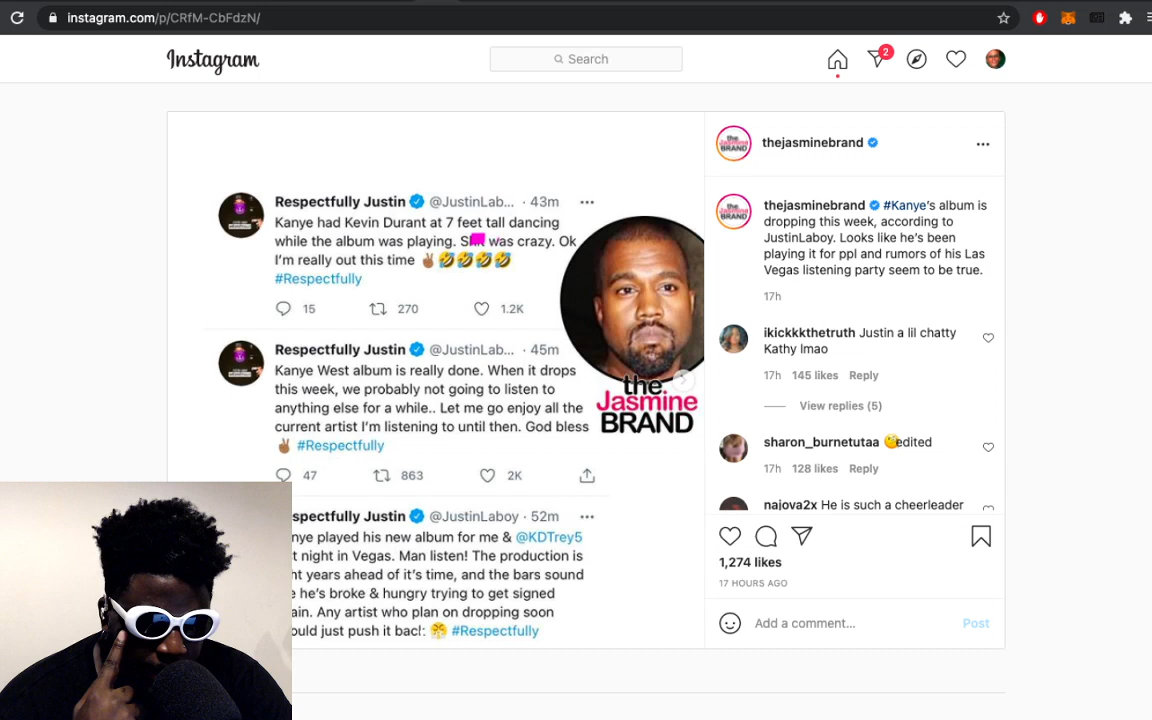 instagram.com/p/CRfM-CbFdzN/
Instagram
Search
2
Respectfully Justin @JustinLab... · 43m
Kanye had Kevin Durant at 7 feet tall dancing
while the album was playing. was crazy. Ok
I'm really out this time ✌🏾🤣🤣🤣🤣
#Respectfully
15 270 1.2K
Respectfully Justin @JustinLab... · 45m
Kanye West album is really done. When it drops
this week, we probably not going to listen to
anything else for a while.. Let me go enjoy all the
current artist I'm listening to until then. God bless
✌🏾 #Respectfully
47 863 2K
spectfully Justin @JustinLaboy · 52m
nye played his new album for me & @KDTrey5
t night in Vegas. Man listen! The production is
ht years ahead of it's time, and the bars sound
e he's broke & hungry trying to get signed
ain. Any artist who plan on dropping soon
ould just push it back: 😤 #Respectfully
the
Jasmine
BRAND
the
Jasmine
BRAND
thejasminebrand
the
Jasmine
BRAND
thejasminebrand #Kanye's album is
dropping this week, according to
JustinLaboy. Looks like he's been
playing it for ppl and rumors of his Las
Vegas listening party seem to be true.
17h
ikickkkthetruth Justin a lil chatty
Kathy lmao
17h 145 likes Reply
View replies (5)
sharon_burnetutaa 🧐edited
17h 128 likes Reply
najova2x He is such a cheerleader
1,274 likes
17 HOURS AGO
Add a comment...
Post